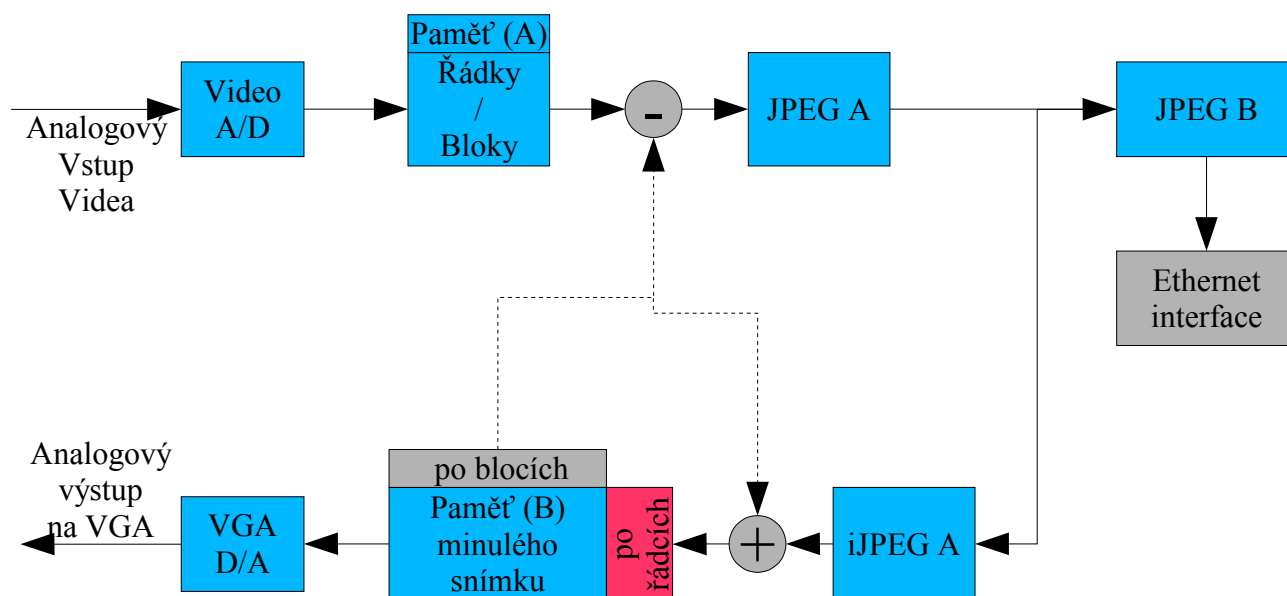 Analogový
Vstup
Videa
Video
A/D
Paměť (A)
Řádky
/
Bloky
-
JPEG A
JPEG B
Ethernet
interface
Analogový
výstup
na VGA
VGA
D/A
po blocích
Paměť (B)
minulého
snímku
po
řádcích
+
iJPEG A